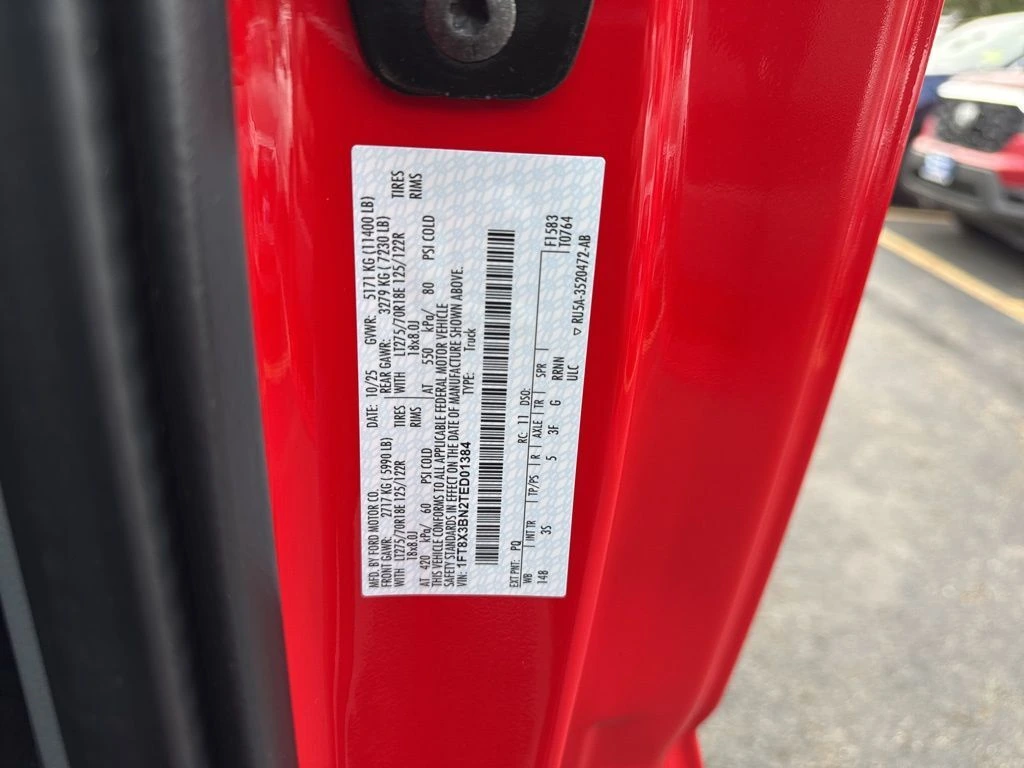 MFD. BY FORD MOTOR CO. DATE: 10/25 GVWR: 5171 KG (11400 LB)
FRONT GAWR: 2717 KG (5990 LB) REAR GAWR: 3279 KG (7230 LB)
WITH LT275/70R18E 125/122R TIRES WITH LT275/70R18E 125/122R TIRES
18x8.0J RIMS 18x8.0J RIMS
AT 420 kPa/ 60 PSI COLD AT 550 kPa/ 80 PSI COLD
THIS VEHICLE CONFORMS TO ALL APPLICABLE FEDERAL MOTOR VEHICLE
SAFETY STANDARDS IN EFFECT ON THE DATE OF MANUFACTURE SHOWN ABOVE.
VIN: 1FT8X3BN2TED01384 TYPE: Truck
EXT PNT: PQ RC: 11 DSO: F1583
WB INT TR TP/PS R AXLE TR SPR T0764
148 3S 5 3F G RRNIN
ULC ▽ RU5A-3520472-AB